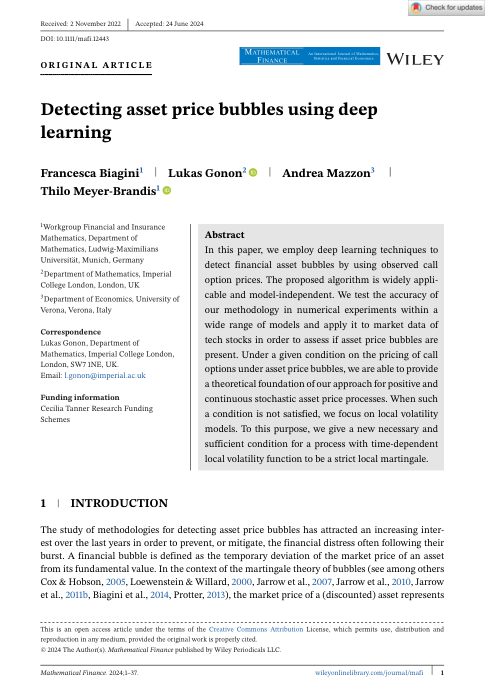 Check for updates
Received: 2 November 2022 | Accepted: 24 June 2024
DOI: 10.1111/mafi.12443
ORIGINAL ARTICLE
MATHEMATICAL
FINANCE
An International Journal of Mathematics,
Statistics and Financial Economics
WILEY
Detecting asset price bubbles using deep
learning
Francesca Biagini1 | Lukas Gonon2 | Andrea Mazzon3 |
Thilo Meyer-Brandis1
1Workgroup Financial and Insurance
Mathematics, Department of
Mathematics, Ludwig-Maximilians
Universität, Munich, Germany
2Department of Mathematics, Imperial
College London, London, UK
3Department of Economics, University of
Verona, Verona, Italy
Correspondence
Lukas Gonon, Department of
Mathematics, Imperial College London,
London, SW7 1NE, UK.
Email: l.gonon@imperial.ac.uk
Funding information
Cecilia Tanner Research Funding
Schemes
Abstract
In this paper, we employ deep learning techniques to
detect financial asset bubbles by using observed call
option prices. The proposed algorithm is widely appli-
cable and model-independent. We test the accuracy of
our methodology in numerical experiments within a
wide range of models and apply it to market data of
tech stocks in order to assess if asset price bubbles are
present. Under a given condition on the pricing of call
options under asset price bubbles, we are able to provide
a theoretical foundation of our approach for positive and
continuous stochastic asset price processes. When such
a condition is not satisfied, we focus on local volatility
models. To this purpose, we give a new necessary and
sufficient condition for a process with time-dependent
local volatility function to be a strict local martingale.
1 | INTRODUCTION
The study of methodologies for detecting asset price bubbles has attracted an increasing inter-
est over the last years in order to prevent, or mitigate, the financial distress often following their
burst. A financial bubble is defined as the temporary deviation of the market price of an asset
from its fundamental value. In the context of the martingale theory of bubbles (see among others
Cox & Hobson, 2005, Loewenstein & Willard, 2000, Jarrow et al., 2007, Jarrow et al., 2010, Jarrow
et al., 2011b, Biagini et al., 2014, Protter, 2013), the market price of a (discounted) asset represents
This is an open access article under the terms of the Creative Commons Attribution License, which permits use, distribution and
reproduction in any medium, provided the original work is properly cited.
© 2024 The Author(s). Mathematical Finance published by Wiley Periodicals LLC.
Mathematical Finance. 2024;1–37.
wileyonlinelibrary.com/journal/mafi | 1